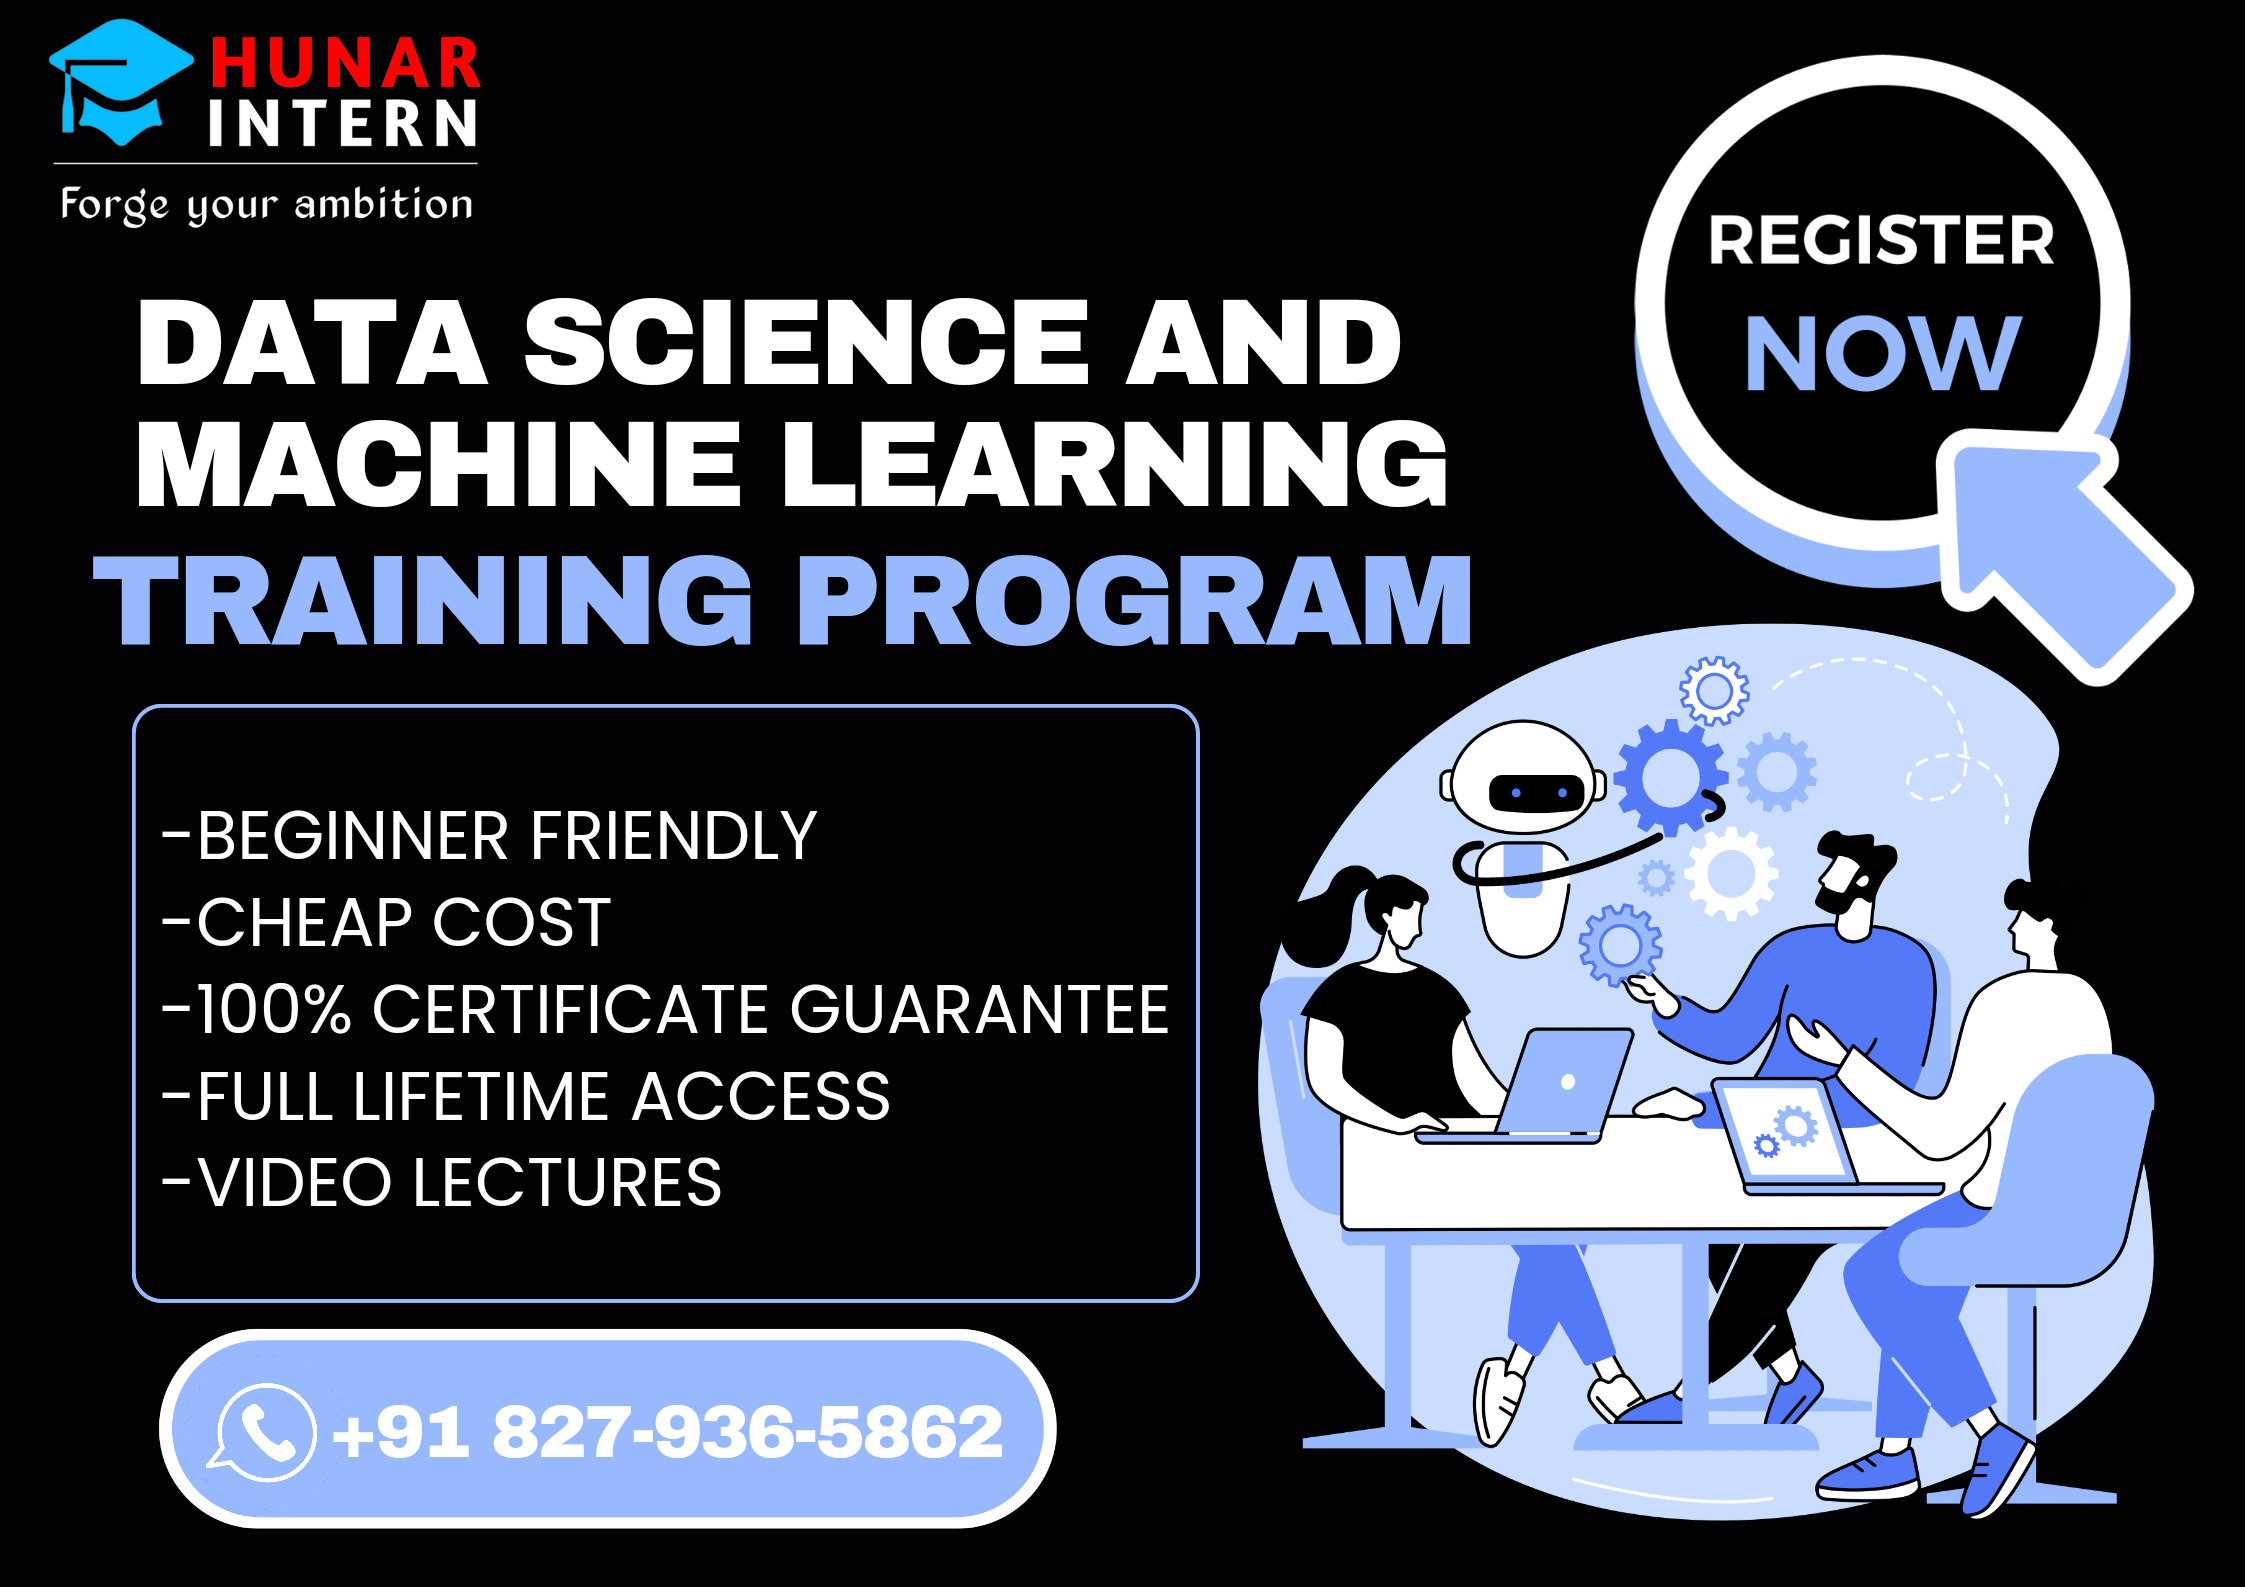 HUNAR
INTERN
Forge your ambition
REGISTER
NOW
DATA SCIENCE AND
MACHINE LEARNING
TRAINING PROGRAM
-BEGINNER FRIENDLY
-CHEAP COST
-100% CERTIFICATE GUARANTEE
-FULL LIFETIME ACCESS
-VIDEO LECTURES
+91 827-936-5862